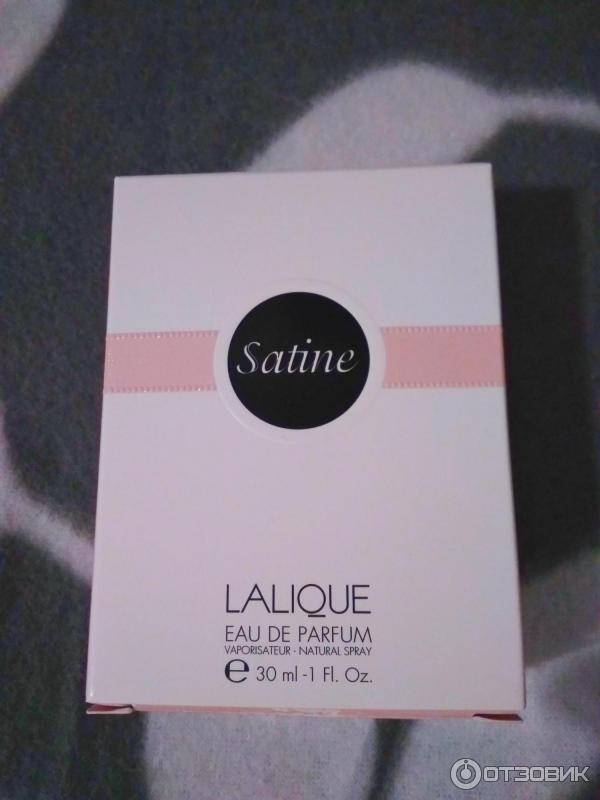 Satine
LALIQUE
EAU DE PARFUM
VAPORISATEUR - NATURAL SPRAY
e 30 ml -1 Fl. Oz.
ОТЗОВИК